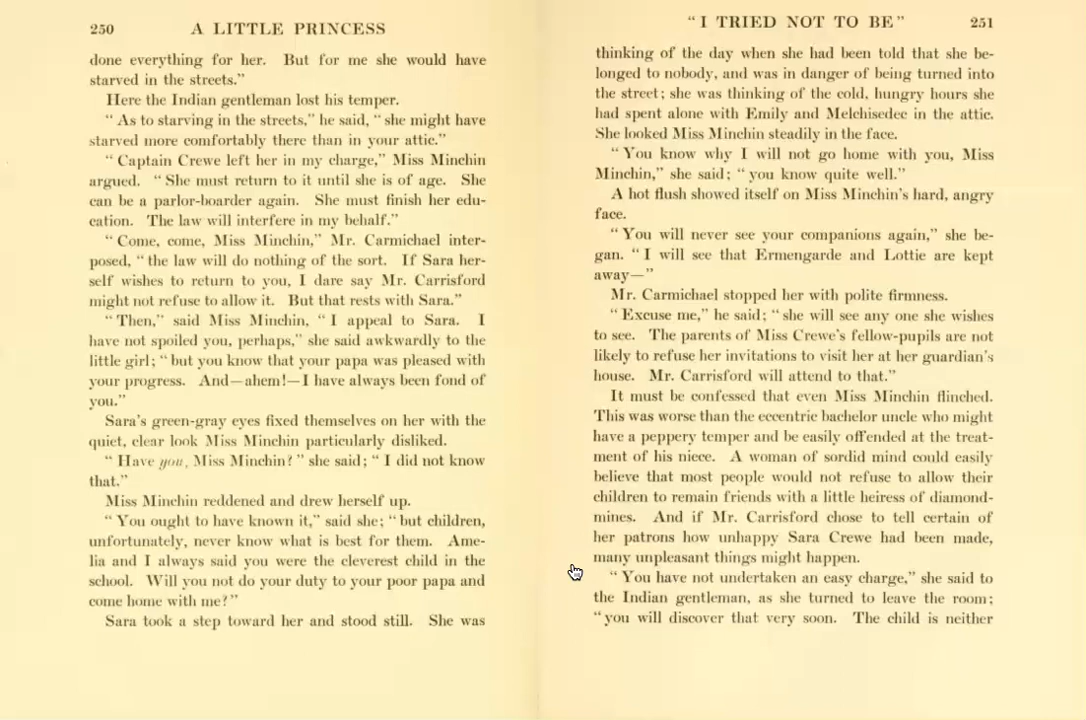 250 A LITTLE PRINCESS
done everything for her. But for me she would have
starved in the streets.”
Here the Indian gentleman lost his temper.
“ As to starving in the streets,” he said, “ she might have
starved more comfortably there than in your attic.”
“ Captain Crewe left her in my charge,” Miss Minchin
argued. “ She must return to it until she is of age. She
can be a parlor-boarder again. She must finish her edu-
cation. The law will interfere in my behalf.”
“ Come, come, Miss Minchin,” Mr. Carmichael inter-
posed, “ the law will do nothing of the sort. If Sara her-
self wishes to return to you, I dare say Mr. Carrisford
might not refuse to allow it. But that rests with Sara.”
“ Then,” said Miss Minchin, “ I appeal to Sara. I
have not spoiled you, perhaps,” she said awkwardly to the
little girl; “ but you know that your papa was pleased with
your progress. And—ahem!—I have always been fond of
you.”
Sara’s green-gray eyes fixed themselves on her with the
quiet, clear look Miss Minchin particularly disliked.
“ Have you, Miss Minchin? ” she said; “ I did not know
that.”
Miss Minchin reddened and drew herself up.
“ You ought to have known it,” said she; “ but children,
unfortunately, never know what is best for them. Ame-
lia and I always said you were the cleverest child in the
school. Will you not do your duty to your poor papa and
come home with me?”
Sara took a step toward her and stood still. She was
“ I TRIED NOT TO BE ” 251
thinking of the day when she had been told that she be-
longed to nobody, and was in danger of being turned into
the street; she was thinking of the cold, hungry hours she
had spent alone with Emily and Melchisedec in the attic.
She looked Miss Minchin steadily in the face.
“ You know why I will not go home with you, Miss
Minchin,” she said; “ you know quite well.”
A hot flush showed itself on Miss Minchin’s hard, angry
face.
“ You will never see your companions again,” she be-
gan. “ I will see that Ermengarde and Lottie are kept
away—”
Mr. Carmichael stopped her with polite firmness.
“ Excuse me,” he said; “ she will see any one she wishes
to see. The parents of Miss Crewe’s fellow-pupils are not
likely to refuse her invitations to visit her at her guardian’s
house. Mr. Carrisford will attend to that.”
It must be confessed that even Miss Minchin flinched.
This was worse than the eccentric bachelor uncle who might
have a peppery temper and be easily offended at the treat-
ment of his niece. A woman of sordid mind could easily
believe that most people would not refuse to allow their
children to remain friends with a little heiress of diamond-
mines. And if Mr. Carrisford chose to tell certain of
her patrons how unhappy Sara Crewe had been made,
many unpleasant things might happen.
“ You have not undertaken an easy charge,” she said to
the Indian gentleman, as she turned to leave the room;
“ you will discover that very soon. The child is neither